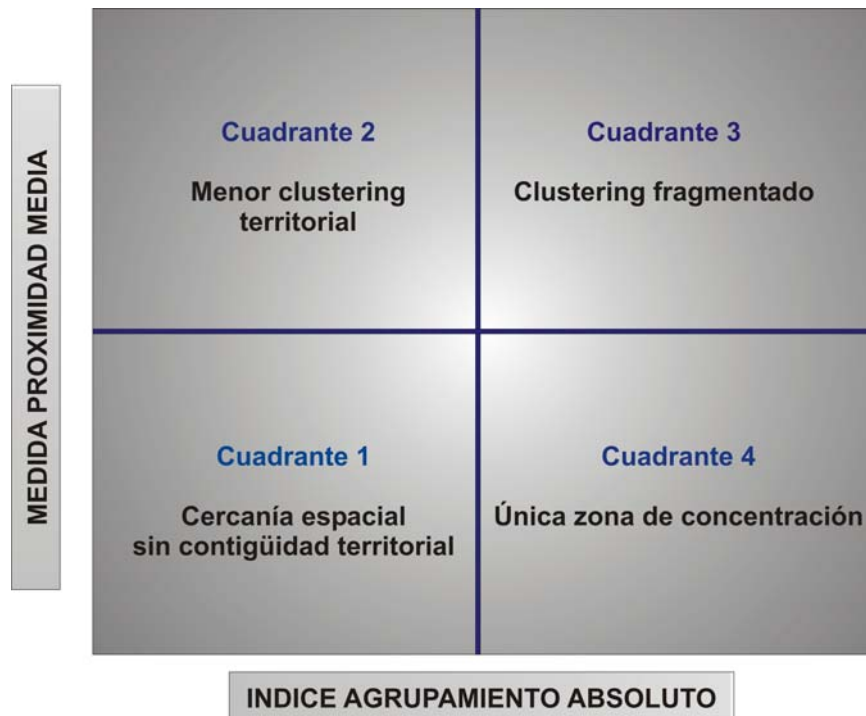 MEDIDA PROXIMIDAD MEDIA
Cuadrante 2
Menor clustering
territorial
Cuadrante 3
Clustering fragmentado
Cuadrante 1
Cercanía espacial
sin contigüidad territorial
Cuadrante 4
Única zona de concentración
INDICE AGRUPAMIENTO ABSOLUTO